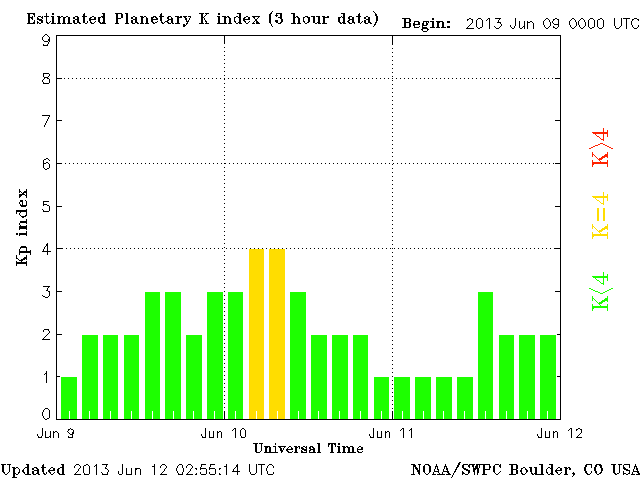 Estimated Planetary K index (3 hour data) Begin: 2013 Jun 09 0000 UTC
9
8
7
6
5
4
3
2
1
0
Kp index
K>4
K=4
K<4
Jun 9 Jun 10 Jun 11 Jun 12
Universal Time
Updated 2013 Jun 12 02:55:14 UTC NOAA/SWPC Boulder, CO USA